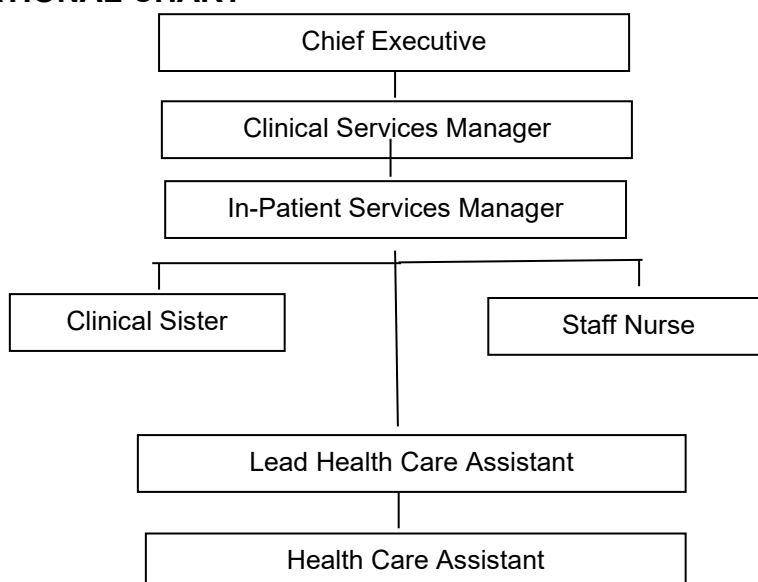 Chief Executive
Clinical Services Manager
In-Patient Services Manager
Clinical Sister
Staff Nurse
Lead Health Care Assistant
Health Care Assistant